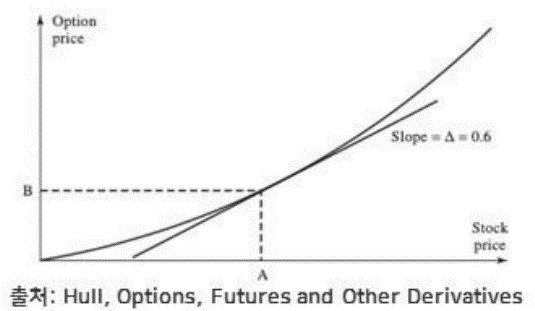 Option
price
Slope = Δ = 0.6
B
Stock
price
A
출처: Hull, Options, Futures and Other Derivatives